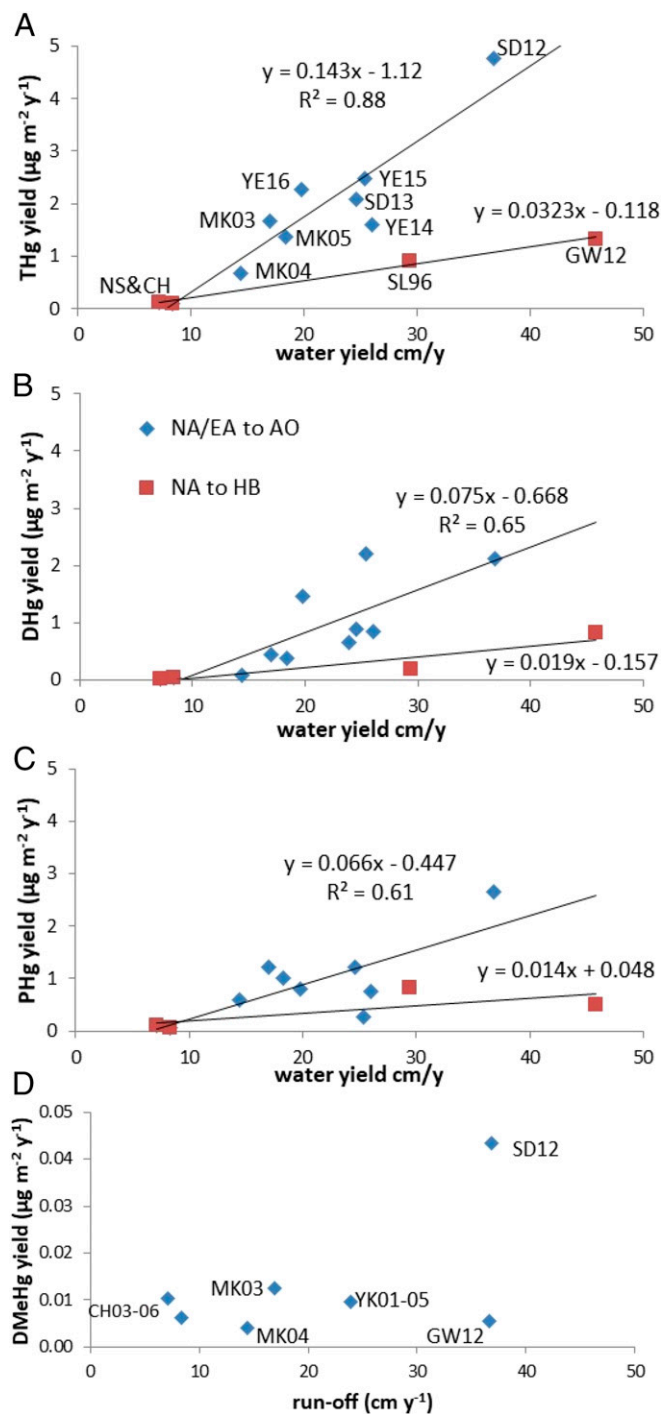 A
THg yield (µg m⁻² y⁻¹)
5
4
3
2
1
0
y = 0.143x - 1.12
R² = 0.88
SD12
YE16
YE15
SD13
MK03
MK05
YE14
y = 0.0323x - 0.118
MK04
NS&CH
SL96
GW12
0 10 20 30 40 50
water yield cm/y
B
DHg yield (µg m⁻² y⁻¹)
5
4
3
2
1
0
NA/EA to AO
NA to HB
y = 0.075x - 0.668
R² = 0.65
y = 0.019x - 0.157
0 10 20 30 40 50
water yield cm/y
C
PHg yield (µg m⁻² y⁻¹)
5
4
3
2
1
0
y = 0.066x - 0.447
R² = 0.61
y = 0.014x + 0.048
0 10 20 30 40 50
water yield cm/y
D
DMeHg yield (µg m⁻² y⁻¹)
0.05
0.04
0.03
0.02
0.01
0.00
SD12
MK03
CH03-06
YK01-05
MK04
GW12
0 10 20 30 40 50
run-off (cm y⁻¹)